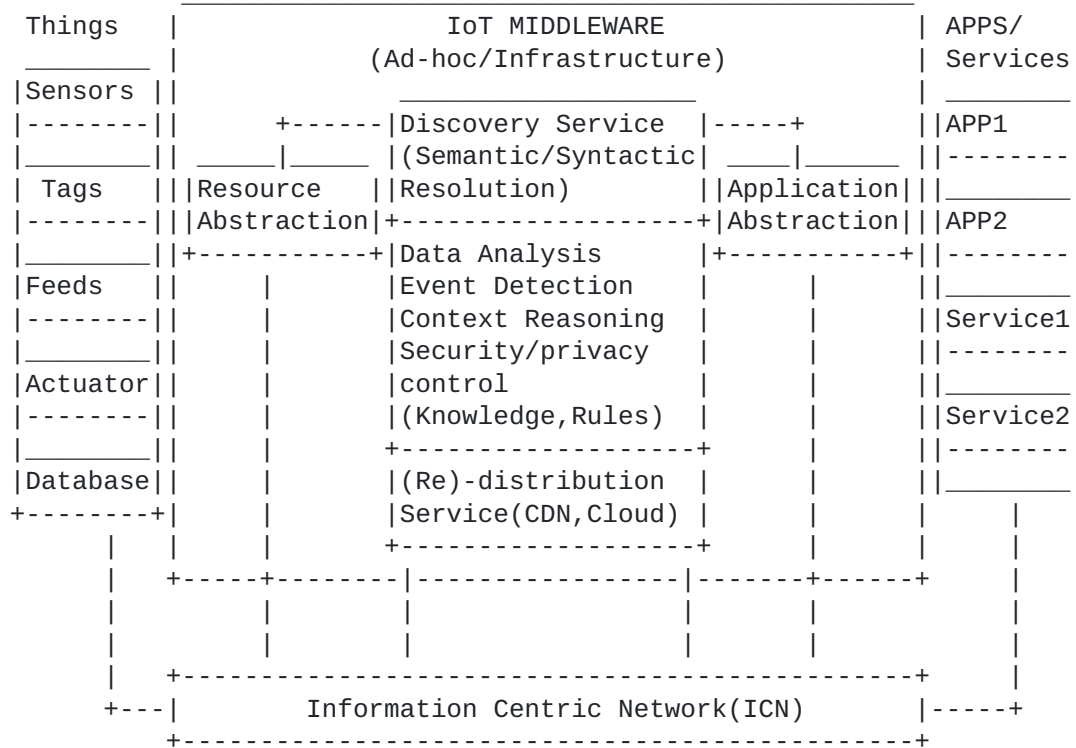 Things IoT MIDDLEWARE APPS/
(Ad-hoc/Infrastructure) Services
Sensors
Discovery Service APP1
(Semantic/Syntactic
Tags Resource Resolution) Application
Abstraction Abstraction APP2
Data Analysis
Feeds Event Detection
Context Reasoning Service1
Security/privacy
Actuator control
(Knowledge,Rules) Service2
Database (Re)-distribution
Service(CDN,Cloud)
Information Centric Network(ICN)